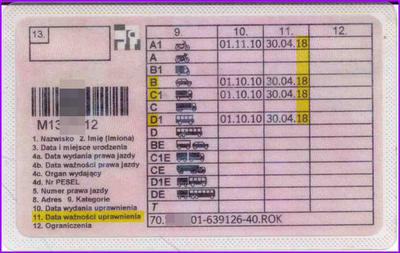 13.
M13 12
1. Nazwisko 2. Imię (imiona)
3. Data i miejsce urodzenia
4a. Data wydania prawa jazdy
4b. Data ważności prawa jazdy
4c. Organ wydający
4d. Nr PESEL
5. Numer prawa jazdy
8. Adres 9. Kategorie
10. Data wydania uprawnienia
11. Data ważności uprawnienia
12. Ograniczenia
9. 10. 11. 12.
A1 01.11.10 30.04.18
A
B1
B 01.10.10 30.04.18
C1 01.10.10 30.04.18
C
D1 01.10.10 30.04.18
D
BE
C1E
CE
D1E
DE
T
70. 01-639126-40.ROK